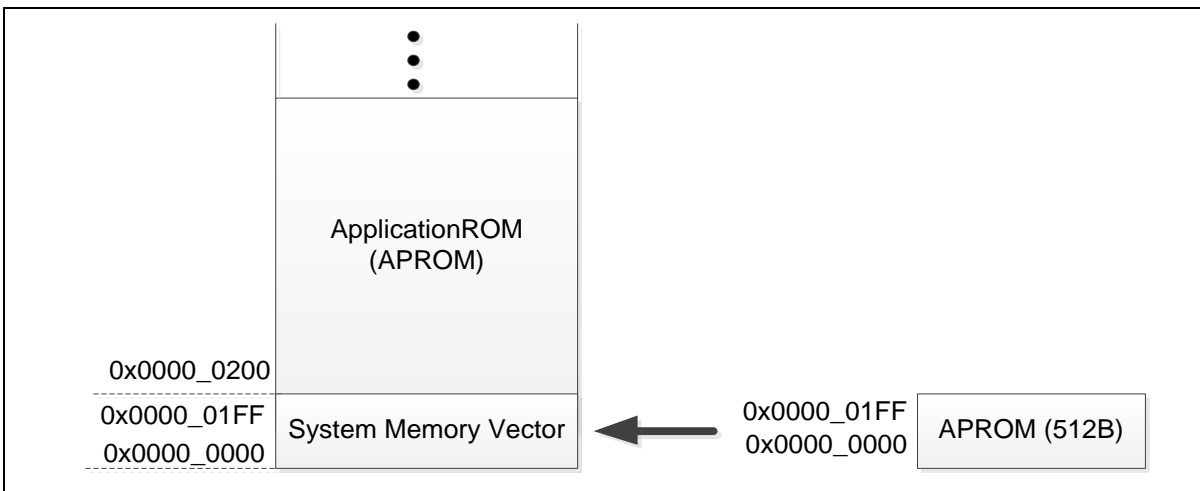 ApplicationROM
(APROM)
0x0000_0200
0x0000_01FF
0x0000_0000
System Memory Vector
0x0000_01FF
0x0000_0000
APROM (512B)